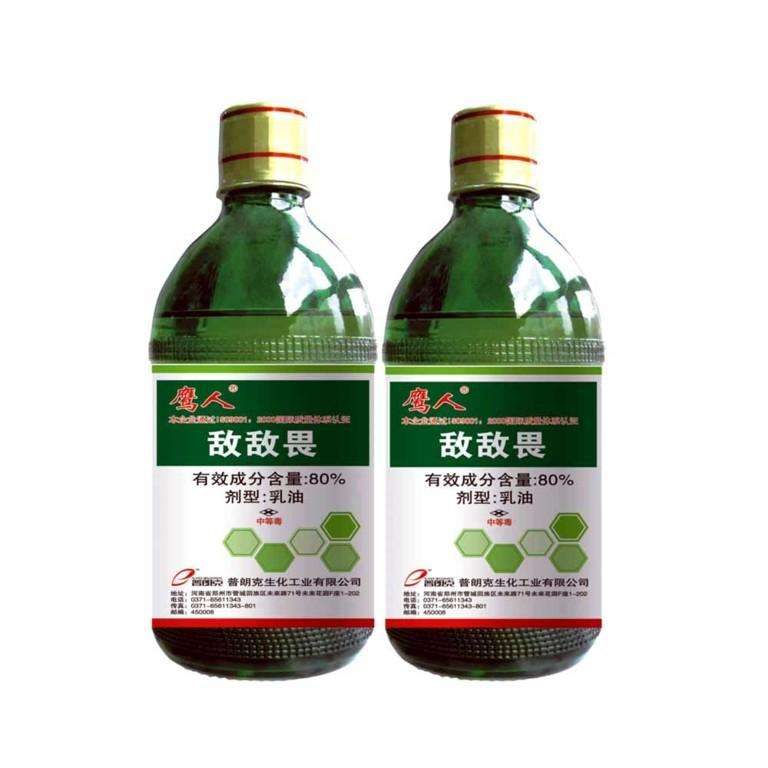 鹰人®
本企业通过ISO9001:2000国际质量体系认证
敌敌畏
有效成分含量:80%
剂型:乳油
中等毒
普朗克 普朗克生化工业有限公司
地址:河南省郑州市管城回族区未来路71号未来花园F座1-202
电话:0371-65611343
传真:0371-65611343-801
邮编:450008
鹰人®
本企业通过ISO9001:2000国际质量体系认证
敌敌畏
有效成分含量:80%
剂型:乳油
中等毒
普朗克 普朗克生化工业有限公司
地址:河南省郑州市管城回族区未来路71号未来花园F座1-202
电话:0371-65611343
传真:0371-65611343-801
邮编:450008